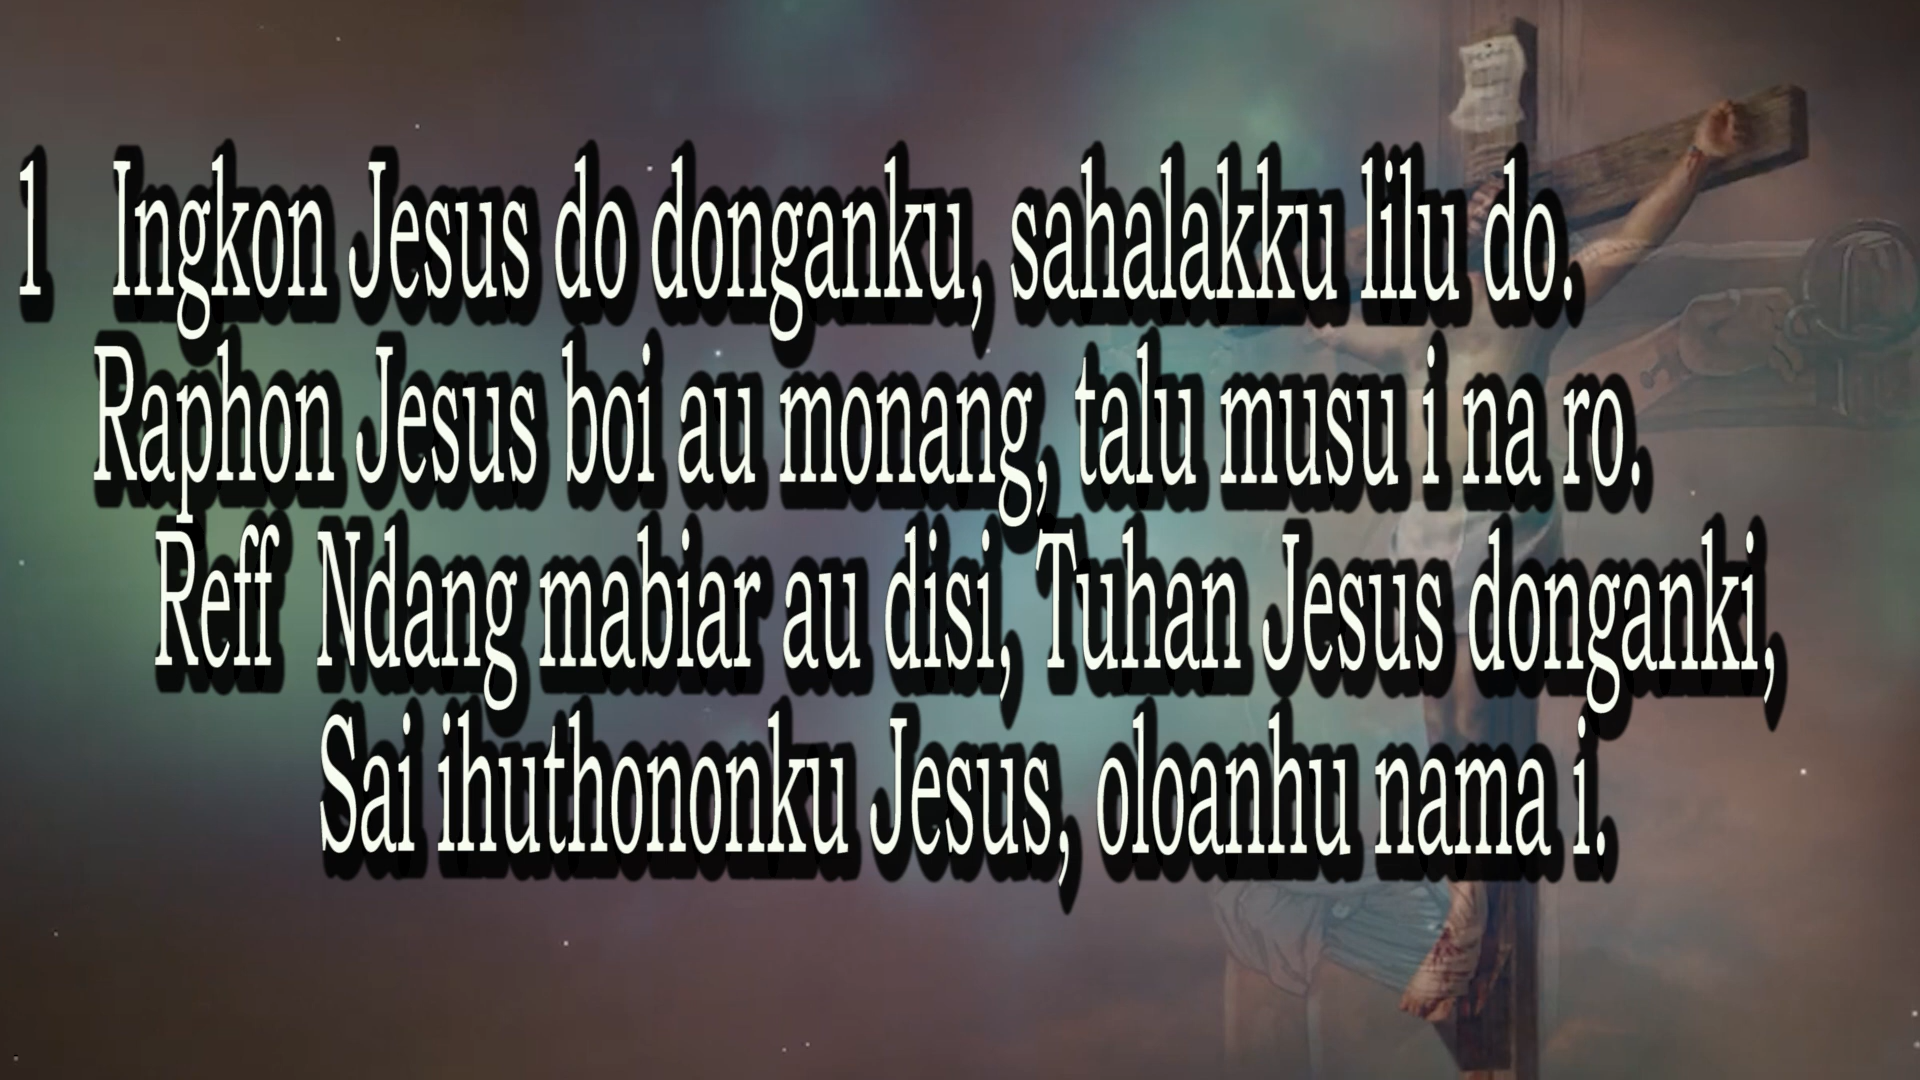 1 Ingkon Jesus do donganku, sahalakku lilu do.
Raphon Jesus boi au monang, talu musu i na ro.
Reff Ndang mabiar au disi, Tuhan Jesus donganki,
Sai ihuthononku Jesus, oloanhu nama i.